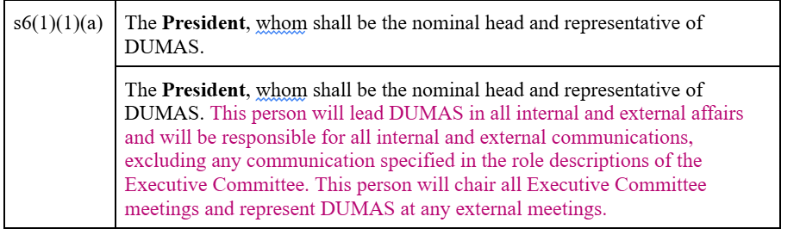 s6(1)(1)(a)
The President, whom shall be the nominal head and representative of
DUMAS.
The President, whom shall be the nominal head and representative of
DUMAS. This person will lead DUMAS in all internal and external affairs
and will be responsible for all internal and external communications,
excluding any communication specified in the role descriptions of the
Executive Committee. This person will chair all Executive Committee
meetings and represent DUMAS at any external meetings.